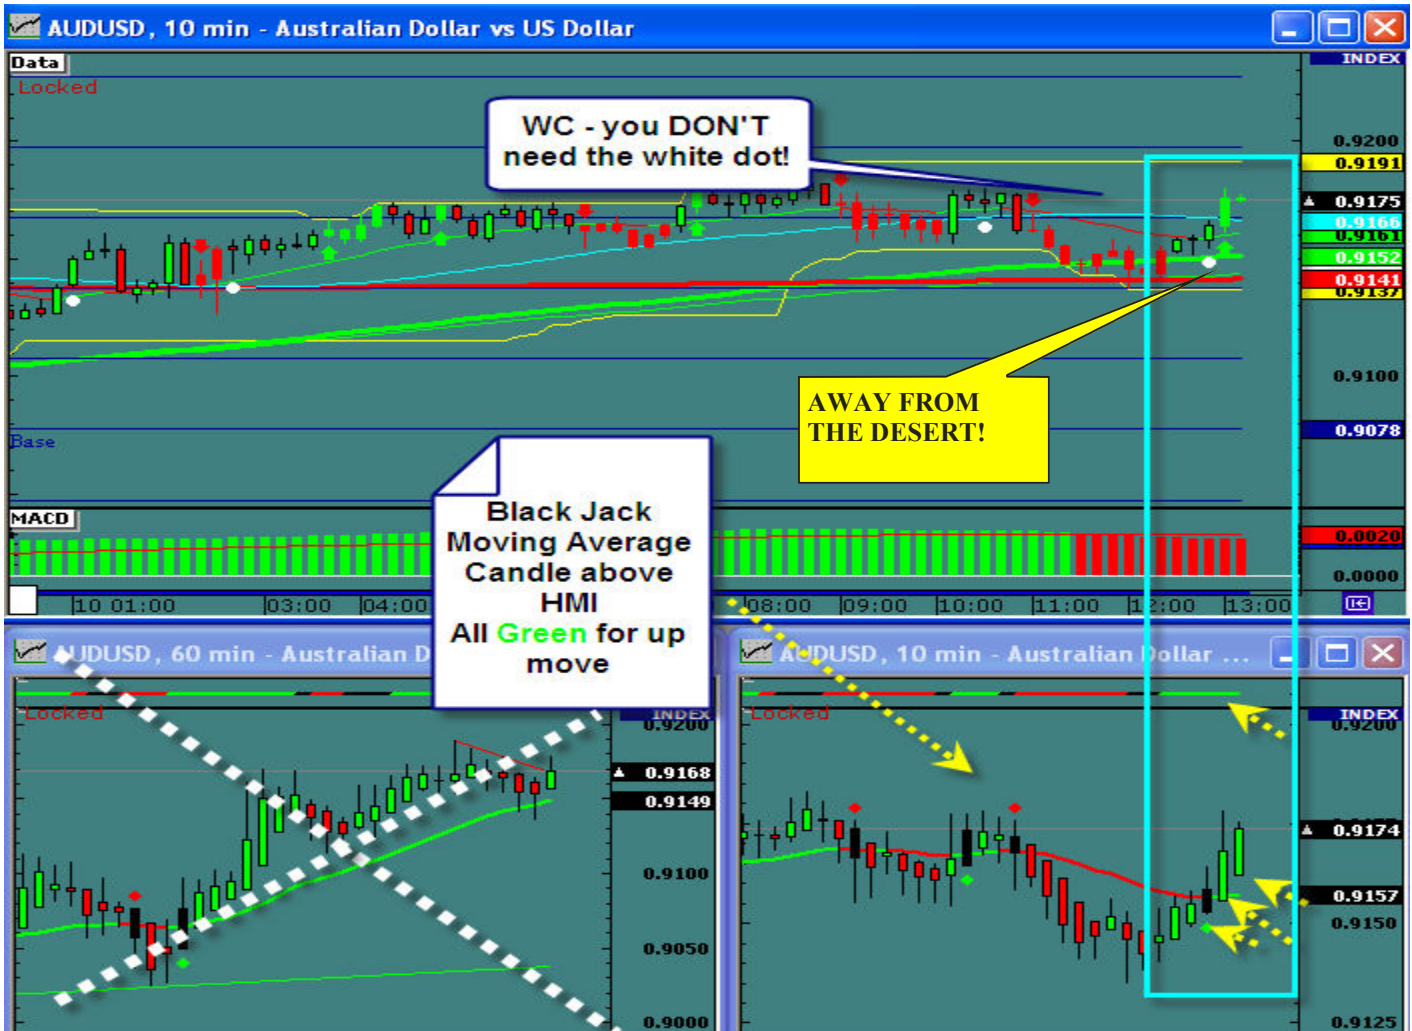 AUDUSD, 10 min - Australian Dollar vs US Dollar
Data
INDEX
Locked
WC - you DON'T
need the white dot!
0.9200
0.9191
0.9175
0.9166
0.9161
0.9152
0.9141
0.9137
0.9100
AWAY FROM
THE DESERT!
0.9078
Base
Black Jack
Moving Average
Candle above
HMI
All Green for up
move
MACD
0.0020
0.0000
10 01:00 03:00 04:00 08:00 09:00 10:00 11:00 12:00 13:00
AUDUSD, 60 min - Australian D
Locked
INDEX
0.9200
0.9168
0.9149
0.9100
0.9050
0.9000
AUDUSD, 10 min - Australian Dollar ...
Locked
INDEX
0.9200
0.9174
0.9157
0.9150
0.9125